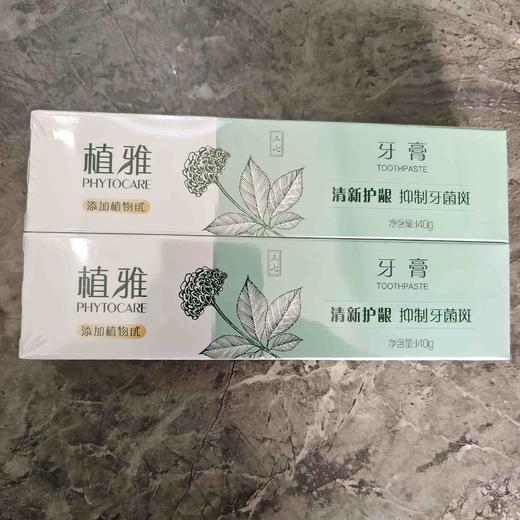 植雅
PHYTOCARE
添加植物甙
三七
牙膏
TOOTHPASTE
清新护龈 抑制牙菌斑
净含量:140g
植雅
PHYTOCARE
添加植物甙
三七
牙膏
TOOTHPASTE
清新护龈 抑制牙菌斑
净含量:140g